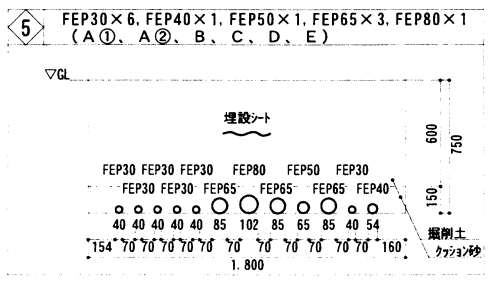 5 FEP30×6, FEP40×1, FEP50×1, FEP65×3, FEP80×1
(A①、A②、B、C、D、E)
▽GL
埋設シート
600
750
FEP30 FEP30 FEP30 FEP80 FEP50 FEP30
FEP30 FEP30 FEP65 FEP65 FEP65 FEP40
150
40 40 40 40 40 85 102 85 65 85 40 54
掘削土
154 70 70 70 70 70 70 70 70 70 70 70 160
クッション砂
1.800